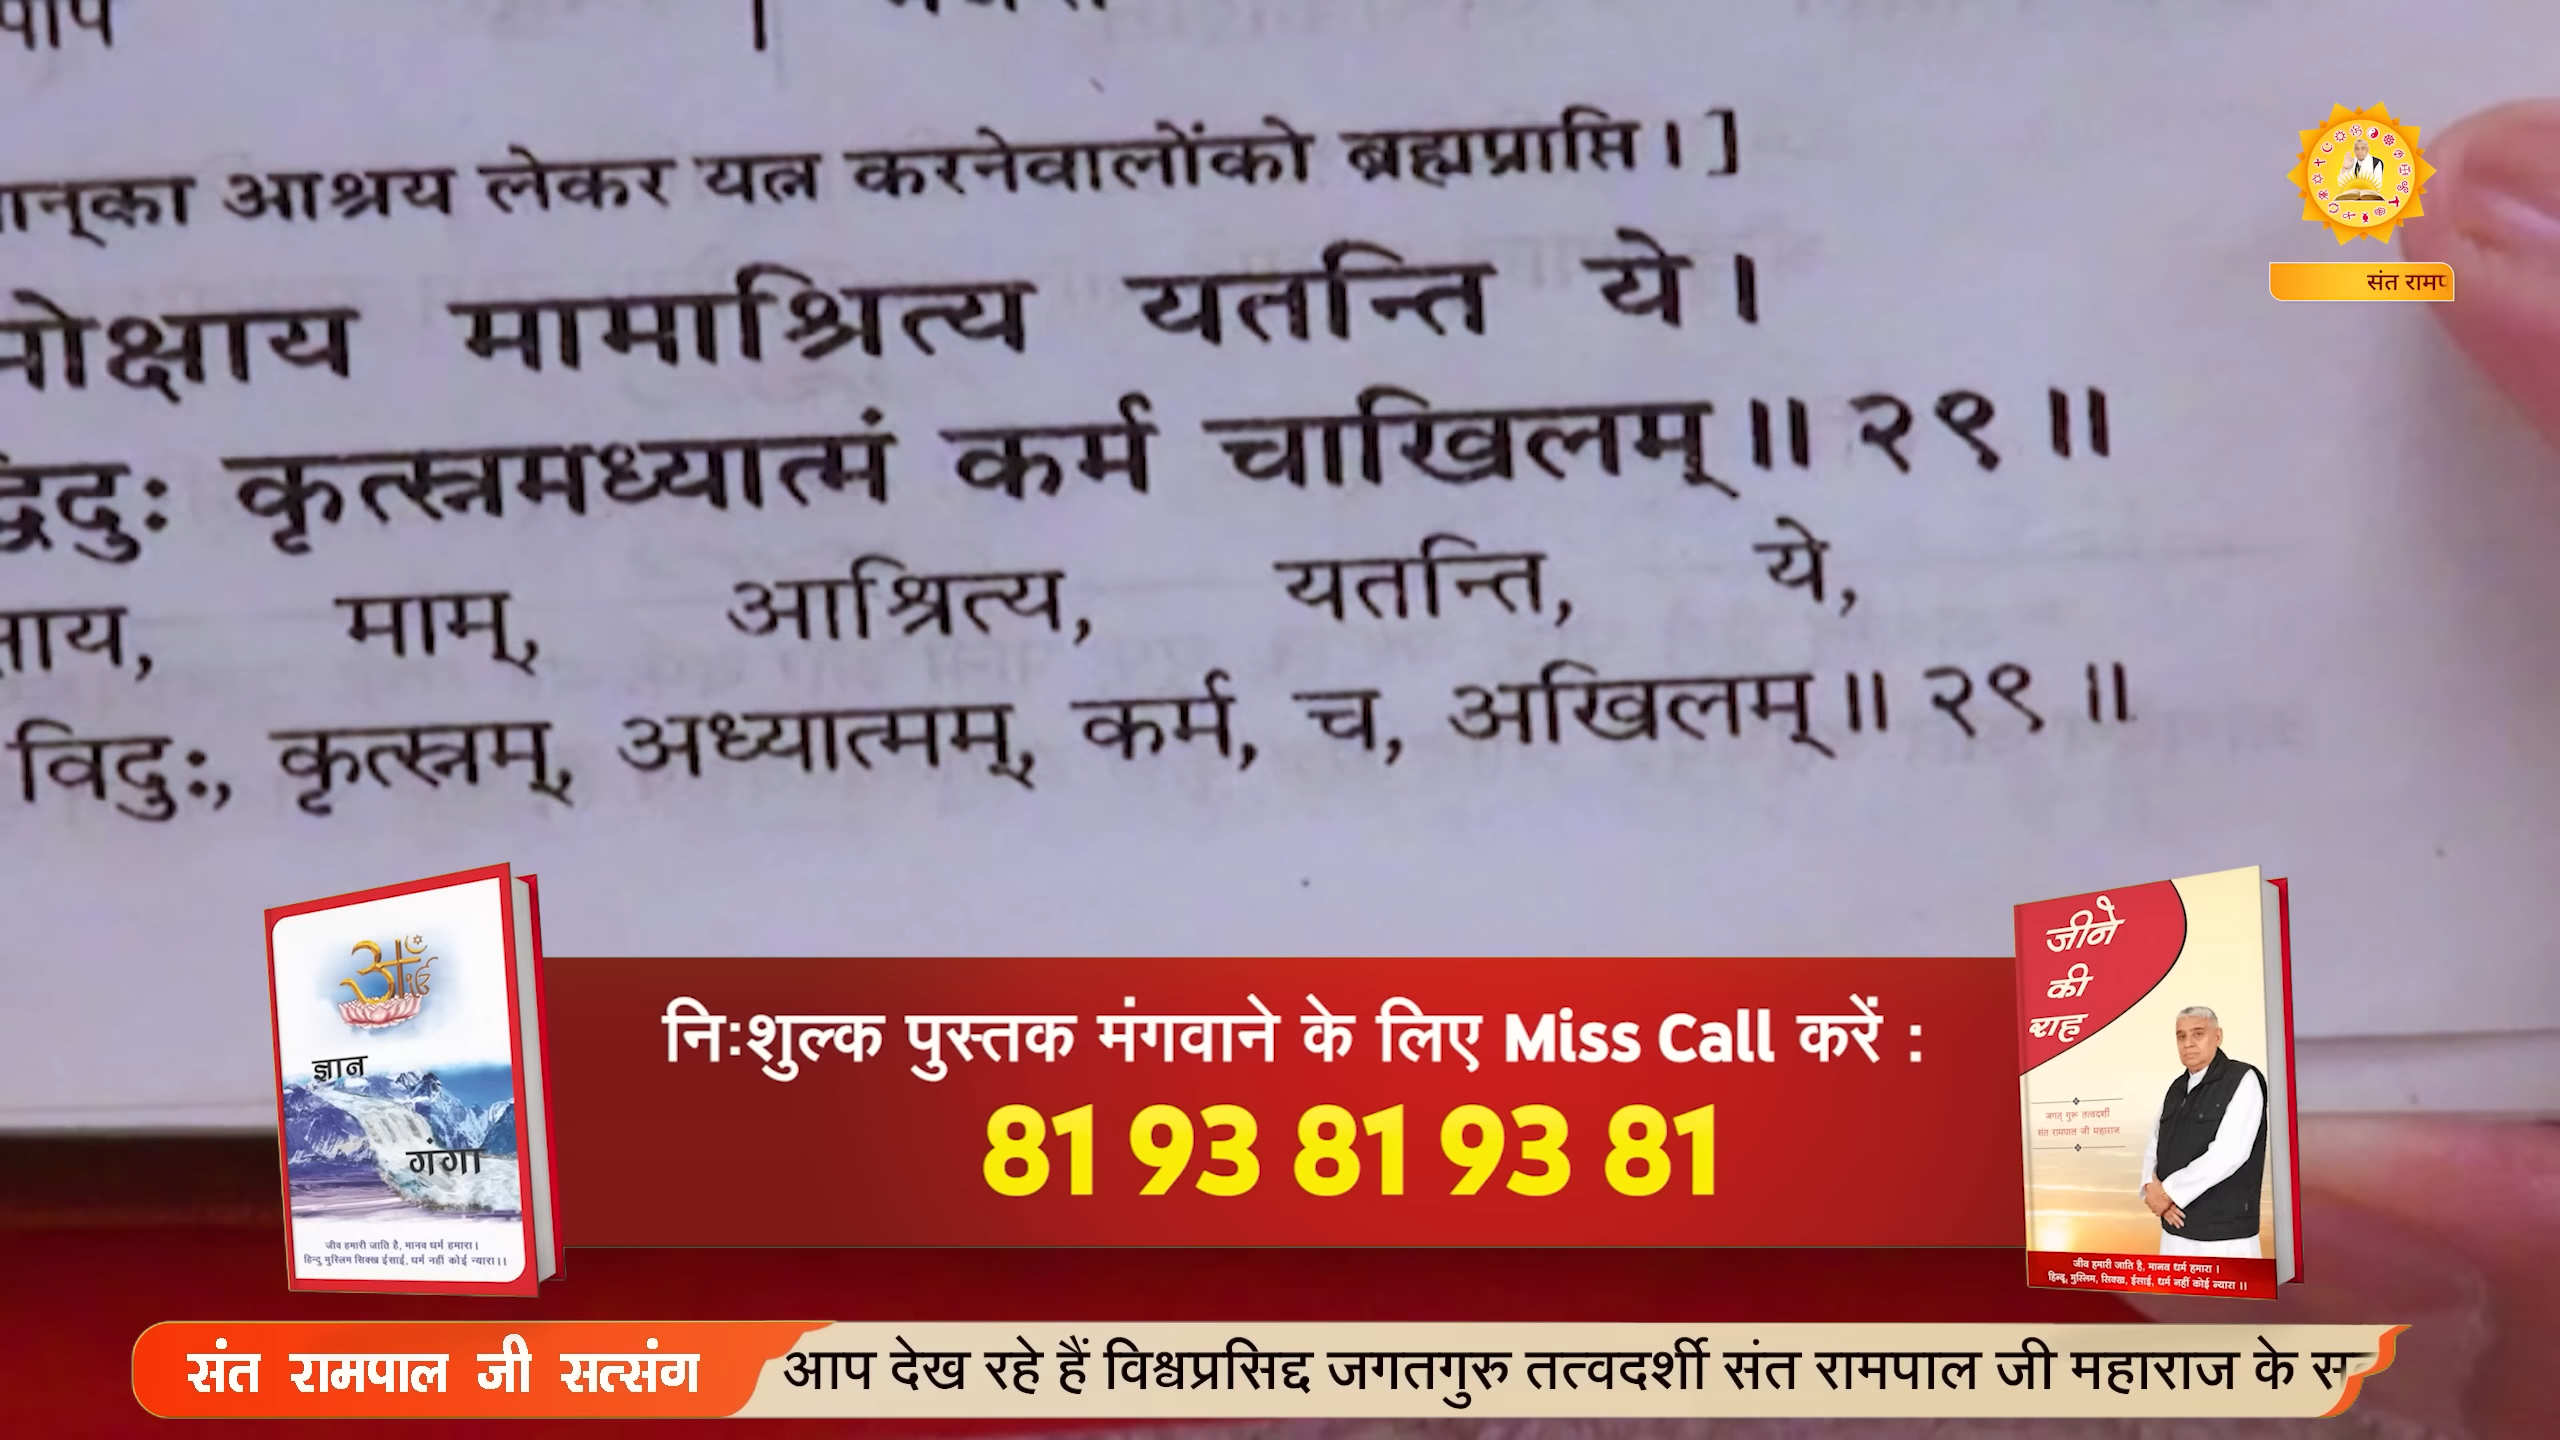 पाप |
आश्रय लेकर यत्न करनेवालोंको ब्रह्मप्राप्ति। ]
मामाश्रित्य यतन्ति ये।
कृत्स्नमध्यात्मं कर्म चाखिलम्॥ २९ ॥
माम्, आश्रित्य, यतन्ति, ये,
विदुः, कृत्स्नम्, अध्यात्मम्, कर्म, च, अखिलम्॥ २९ ॥
संत रामप
ज्ञान
गंगा
जीव हमारी जाति है, मानव धर्म हमारा।
हिन्दु मुस्लिम सिक्ख ईसाई, धर्म नहीं कोई न्यारा।।
निःशुल्क पुस्तक मंगवाने के लिए Miss Call करें :
81 93 81 93 81
जीने
की
राह
जगत् गुरू तत्वदर्शी
संत रामपाल जी महाराज
जीव हमारी जाति है, मानव धर्म हमारा ।
हिन्दू, मुस्लिम, सिक्ख, ईसाई, धर्म नहीं कोई न्यारा ।।
संत रामपाल जी सत्संग
आप देख रहे हैं विश्वप्रसिद्द जगतगुरु तत्वदर्शी संत रामपाल जी महाराज के